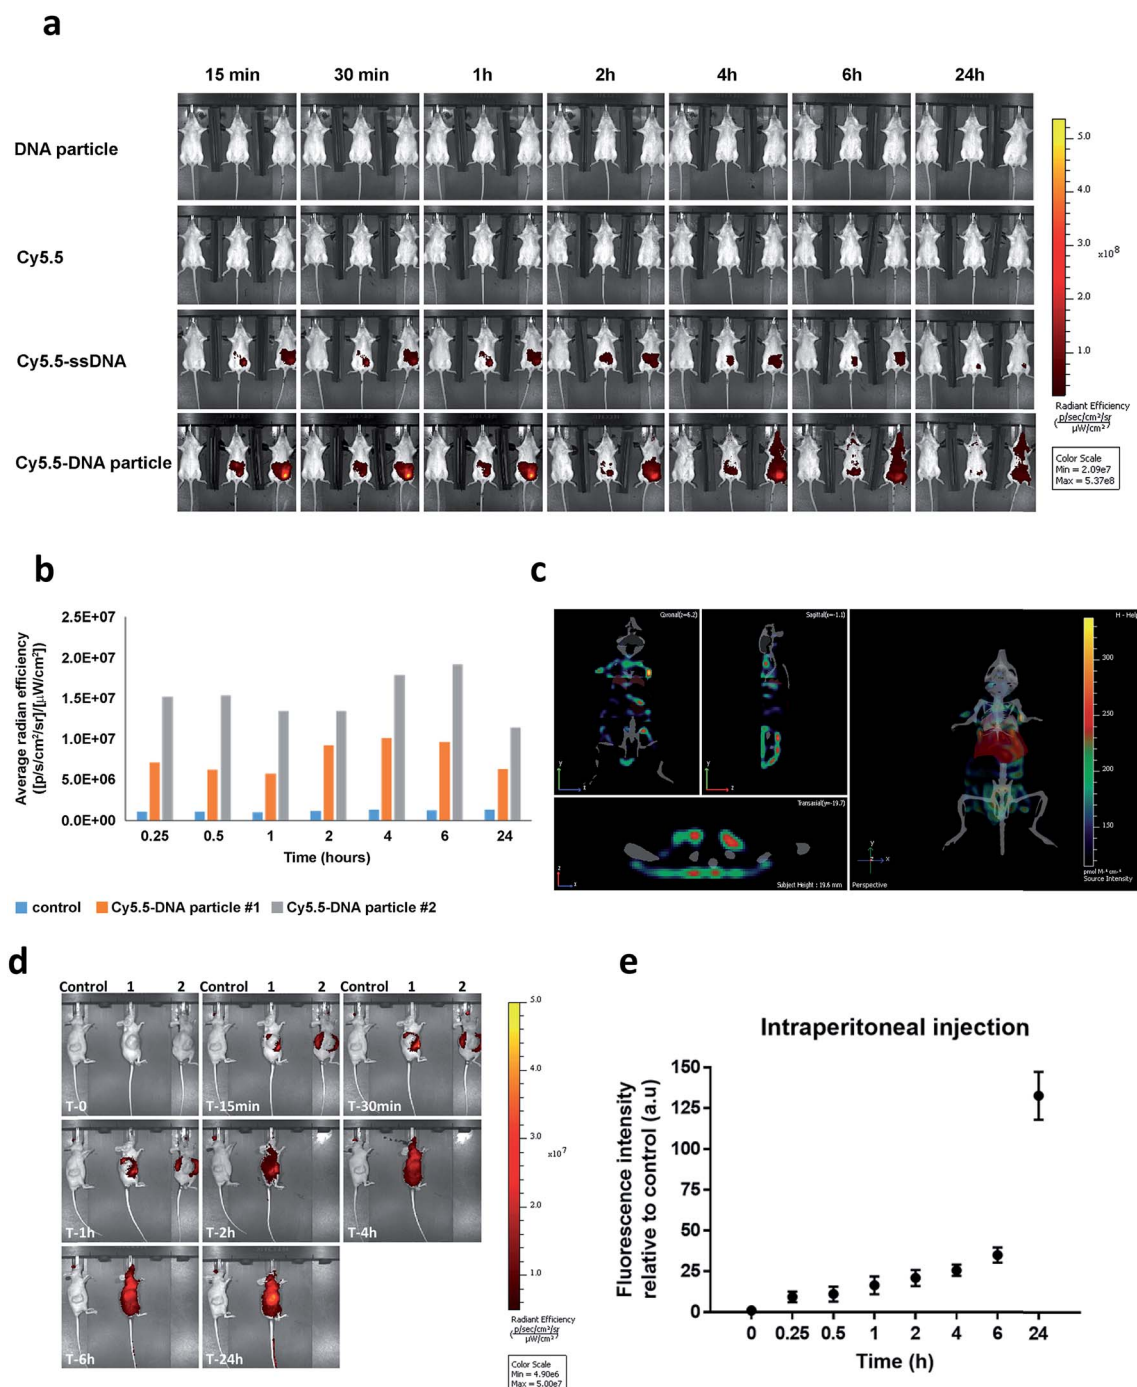 a
15 min 30 min 1h 2h 4h 6h 24h
DNA particle
Cy5.5
Cy5.5-ssDNA
Cy5.5-DNA particle
5.0
4.0
3.0
x10⁸
2.0
1.0
Radiant Efficiency
(p/sec/cm²/sr / µW/cm²)
Color Scale
Min = 2.09e7
Max = 5.37e8
b
Average radian efficiency
([p/s/cm²/sr]/[µW/cm²])
2.5E+07
2.0E+07
1.5E+07
1.0E+07
5.0E+06
0.0E+00
0.25 0.5 1 2 4 6 24
Time (hours)
control Cy5.5-DNA particle #1 Cy5.5-DNA particle #2
c
Coronal(z=6.2)
Sagittal(x=-1.1)
H - Help
Transaxial(y=-19.7)
Subject Height : 19.6 mm
Perspective
300
250
200
150
pmol M⁻¹ cm⁻¹
Source Intensity
d
Control 1 2 Control 1 2 Control 1 2
T-0 T-15min T-30min
T-1h T-2h T-4h
T-6h T-24h
5.0
4.0
3.0
x10⁷
2.0
1.0
Radiant Efficiency
(p/sec/cm²/sr / µW/cm²)
Color Scale
Min = 4.90e6
Max = 5.00e7
e
Intraperitoneal injection
Fluorescence intensity
relative to control (a.u)
150
125
100
75
50
25
0
0 0.25 0.5 1 2 4 6 24
Time (h)